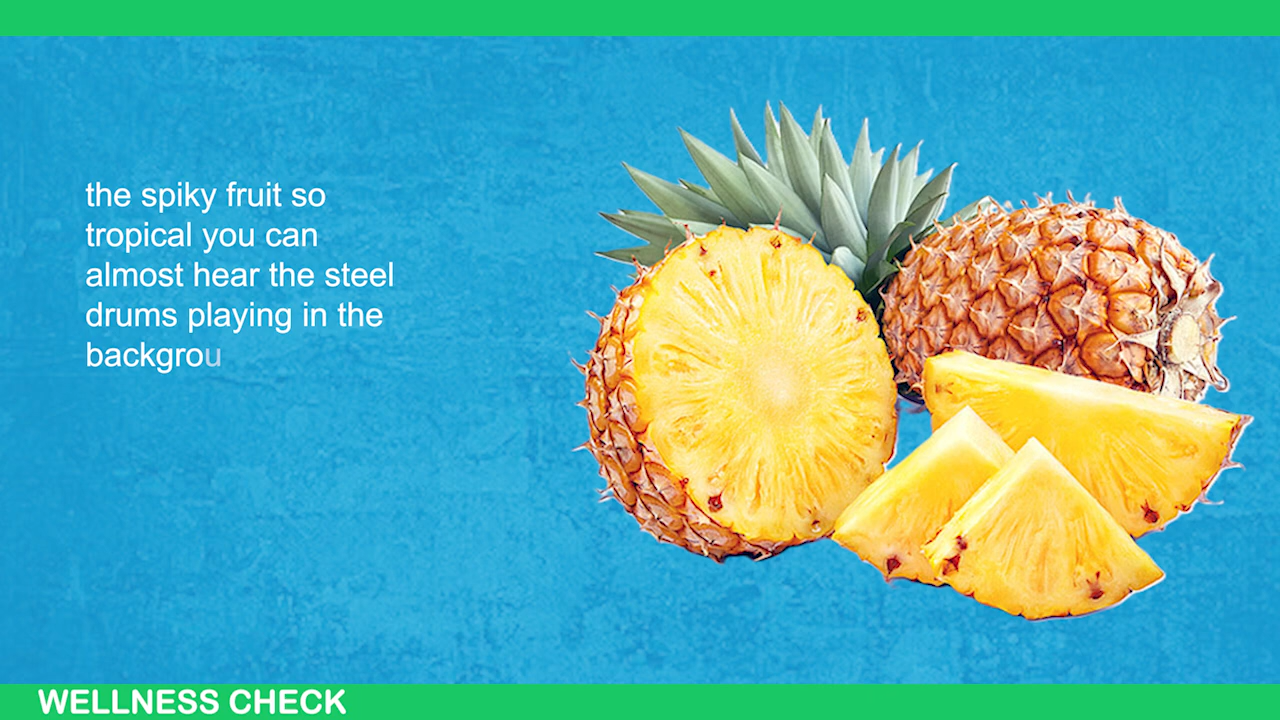 the spiky fruit so
tropical you can
almost hear the steel
drums playing in the
backgrou
WELLNESS CHECK